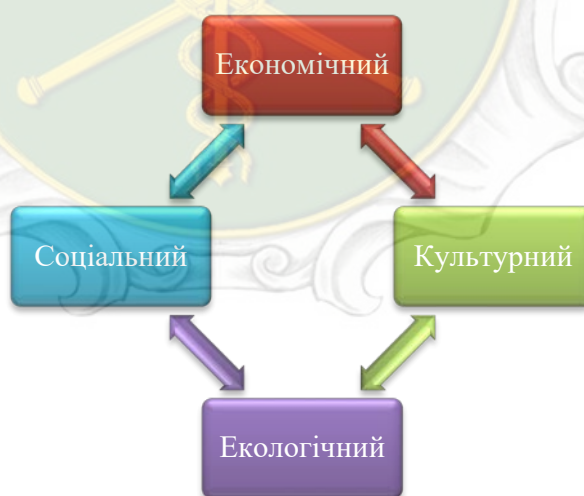 Економічний
Соціальний
Культурний
Екологічний